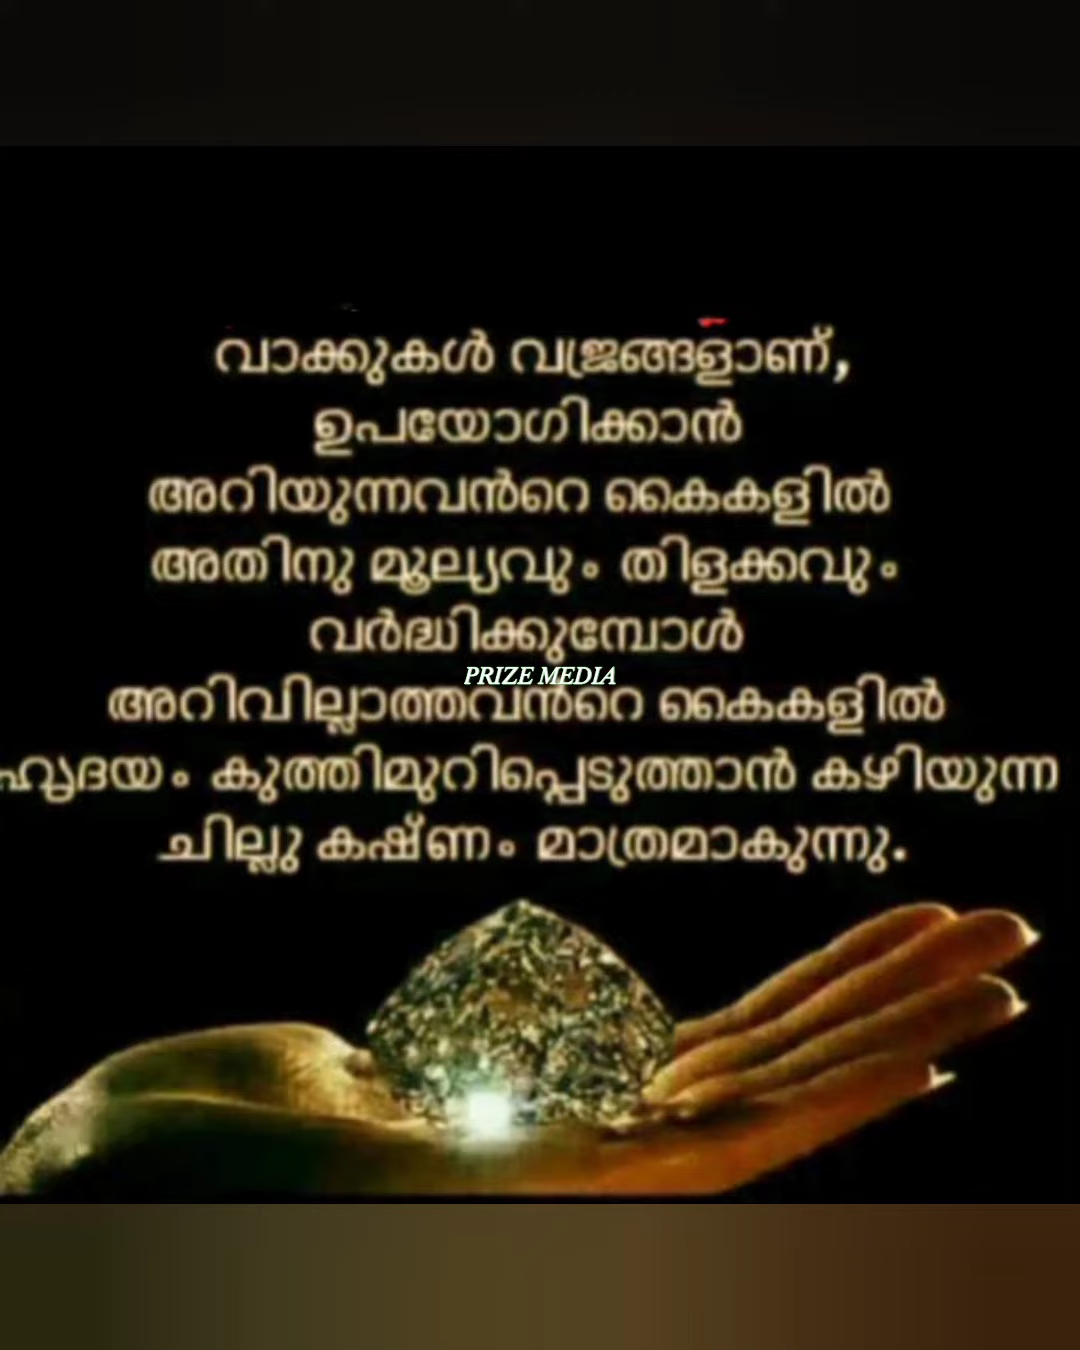 വാക്കുകൾ വജ്രങ്ങളാണ്,
ഉപയോഗിക്കാൻ
അറിയുന്നവൻറെ കൈകളിൽ
അതിനു മൂല്യവും തിളക്കവും
വർദ്ധിക്കുമ്പോൾ
PRIZE MEDIA
അറിവില്ലാത്തവൻറെ കൈകളിൽ
ഹൃദയം കുത്തിമുറിപ്പെടുത്താൻ കഴിയുന്ന
ചില്ലു കഷ്ണം മാത്രമാകുന്നു.